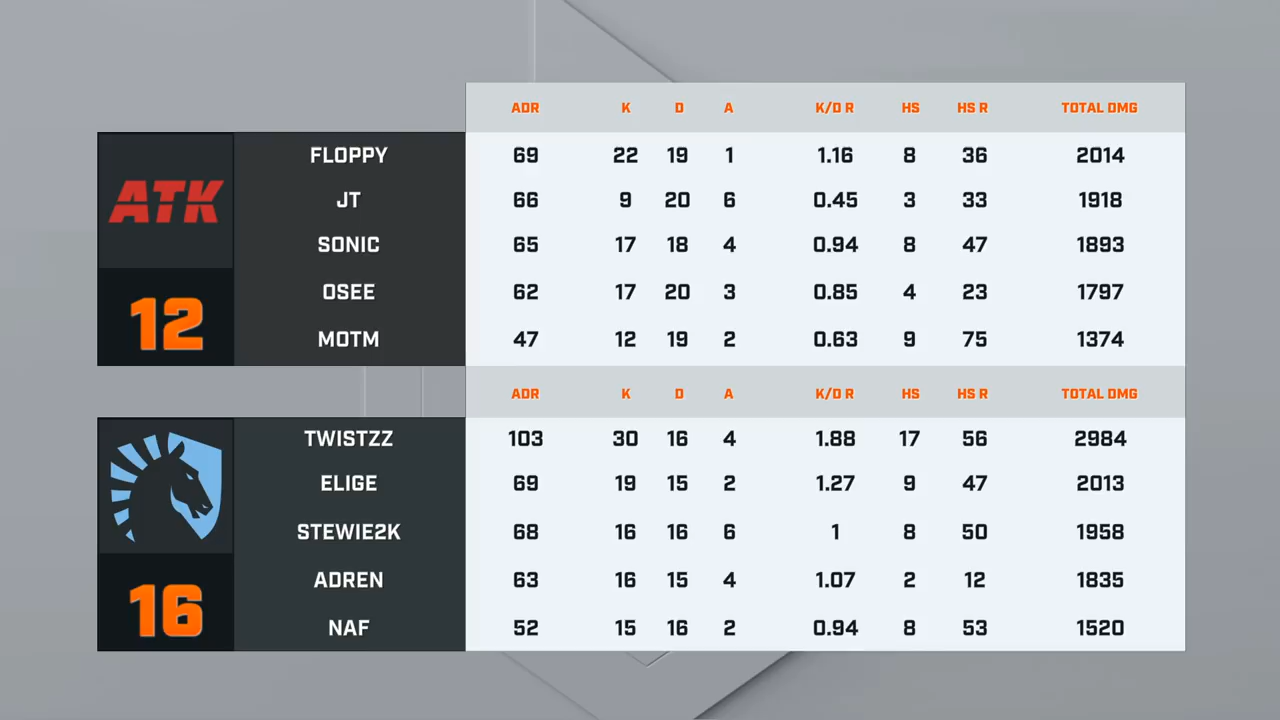 ADR K D A K/D R HS HS R TOTAL DMG
FLOPPY 69 22 19 1 1.16 8 36 2014
ATK
JT 66 9 20 6 0.45 3 33 1918
SONIC 65 17 18 4 0.94 8 47 1893
OSEE 62 17 20 3 0.85 4 23 1797
12
MOTM 47 12 19 2 0.63 9 75 1374
ADR K D A K/D R HS HS R TOTAL DMG
TWISTZZ 103 30 16 4 1.88 17 56 2984
ELIGE 69 19 15 2 1.27 9 47 2013
STEWIE2K 68 16 16 6 1 8 50 1958
ADREN 63 16 15 4 1.07 2 12 1835
16
NAF 52 15 16 2 0.94 8 53 1520